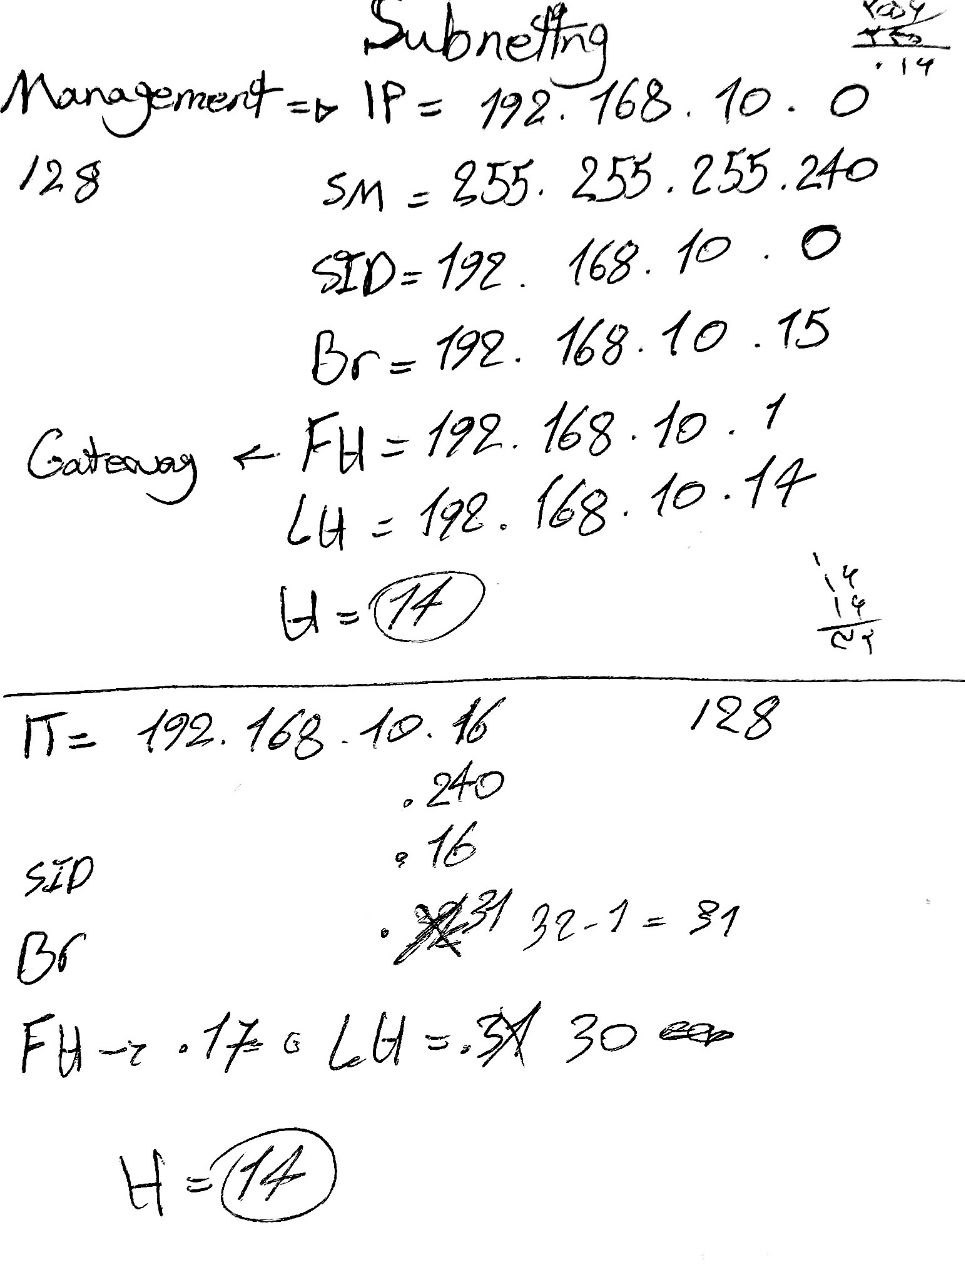 Subnetting
Management => IP = 192.168.10.0
128
SM = 255.255.255.240
SID = 192.168.10.0
Br = 192.168.10.15
Gateway ← FH = 192.168.10.1
LH = 192.168.10.14
H = 14
IT = 192.168.10.16 128
.240
SID .16
Br .31 32-1 = 31
FH → .17 LH = .30
H = 14